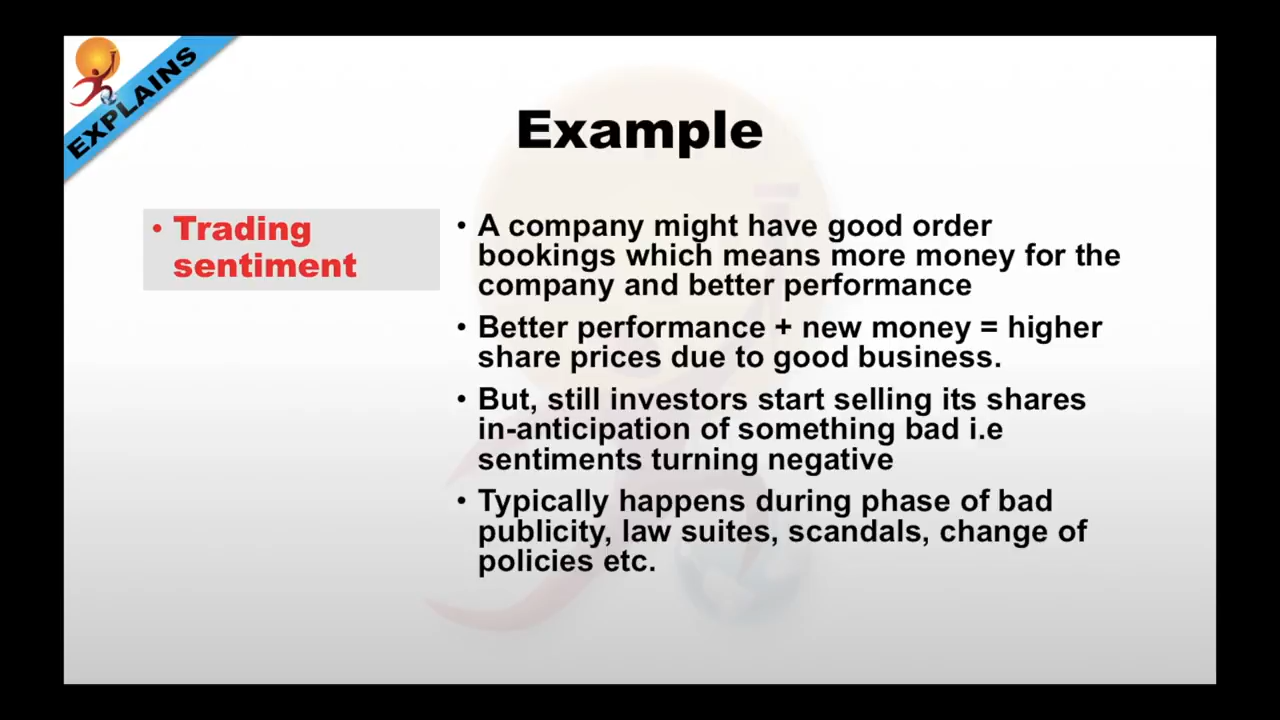 EXPLAINS
Example
• Trading
sentiment
• A company might have good order
bookings which means more money for the
company and better performance
• Better performance + new money = higher
share prices due to good business.
• But, still investors start selling its shares
in-anticipation of something bad i.e
sentiments turning negative
• Typically happens during phase of bad
publicity, law suites, scandals, change of
policies etc.